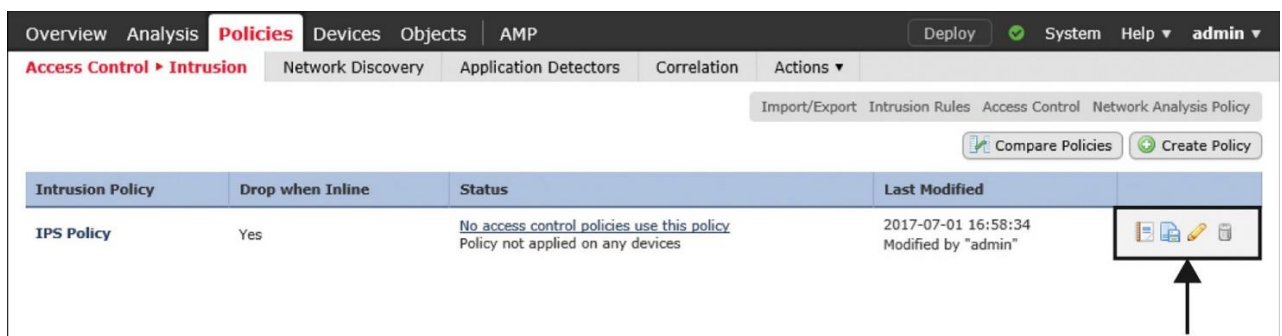 Overview Analysis Policies Devices Objects AMP Deploy System Help ▾ admin ▾
Access Control ▸ Intrusion Network Discovery Application Detectors Correlation Actions ▾
Import/Export Intrusion Rules Access Control Network Analysis Policy
Compare Policies Create Policy
Intrusion Policy Drop when Inline Status Last Modified
IPS Policy Yes No access control policies use this policy 2017-07-01 16:58:34
Policy not applied on any devices Modified by "admin"